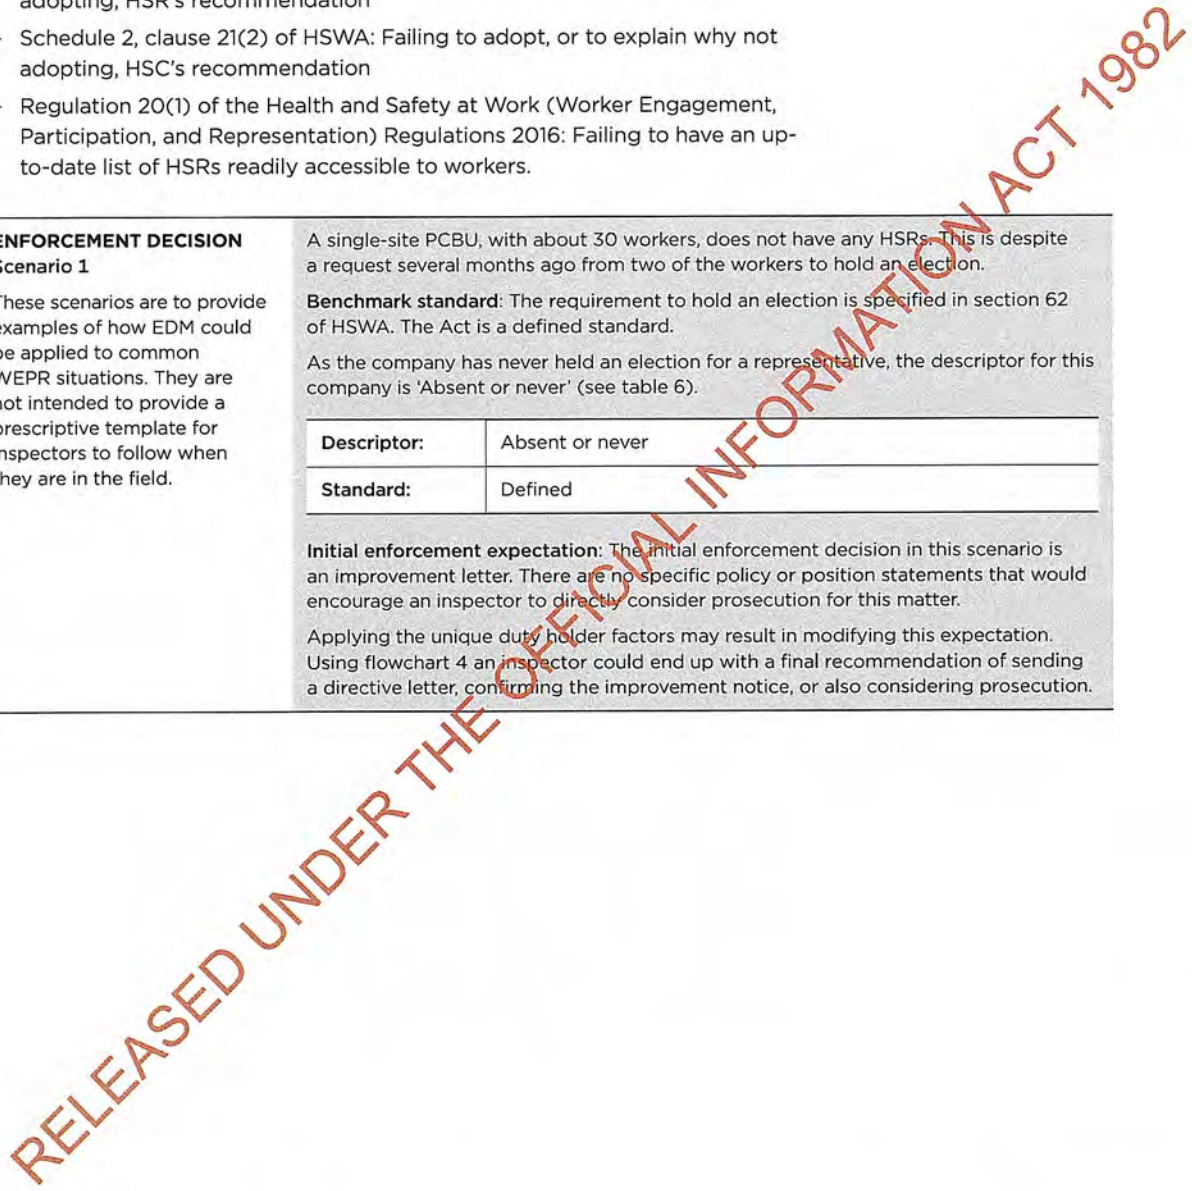 adopting, HSR's recommendation
- Schedule 2, clause 21(2) of HSWA: Failing to adopt, or to explain why not
adopting, HSC's recommendation
- Regulation 20(1) of the Health and Safety at Work (Worker Engagement,
Participation, and Representation) Regulations 2016: Failing to have an up-
to-date list of HSRs readily accessible to workers.
ENFORCEMENT DECISION
Scenario 1
These scenarios are to provide
examples of how EDM could
be applied to common
WEPR situations. They are
not intended to provide a
prescriptive template for
inspectors to follow when
they are in the field.
A single-site PCBU, with about 30 workers, does not have any HSRs. This is despite
a request several months ago from two of the workers to hold an election.
Benchmark standard: The requirement to hold an election is specified in section 62
of HSWA. The Act is a defined standard.
As the company has never held an election for a representative, the descriptor for this
company is 'Absent or never' (see table 6).
Descriptor: Absent or never
Standard: Defined
Initial enforcement expectation: The initial enforcement decision in this scenario is
an improvement letter. There are no specific policy or position statements that would
encourage an inspector to directly consider prosecution for this matter.
Applying the unique duty holder factors may result in modifying this expectation.
Using flowchart 4 an inspector could end up with a final recommendation of sending
a directive letter, confirming the improvement notice, or also considering prosecution.
RELEASED UNDER THE OFFICIAL INFORMATION ACT 1982